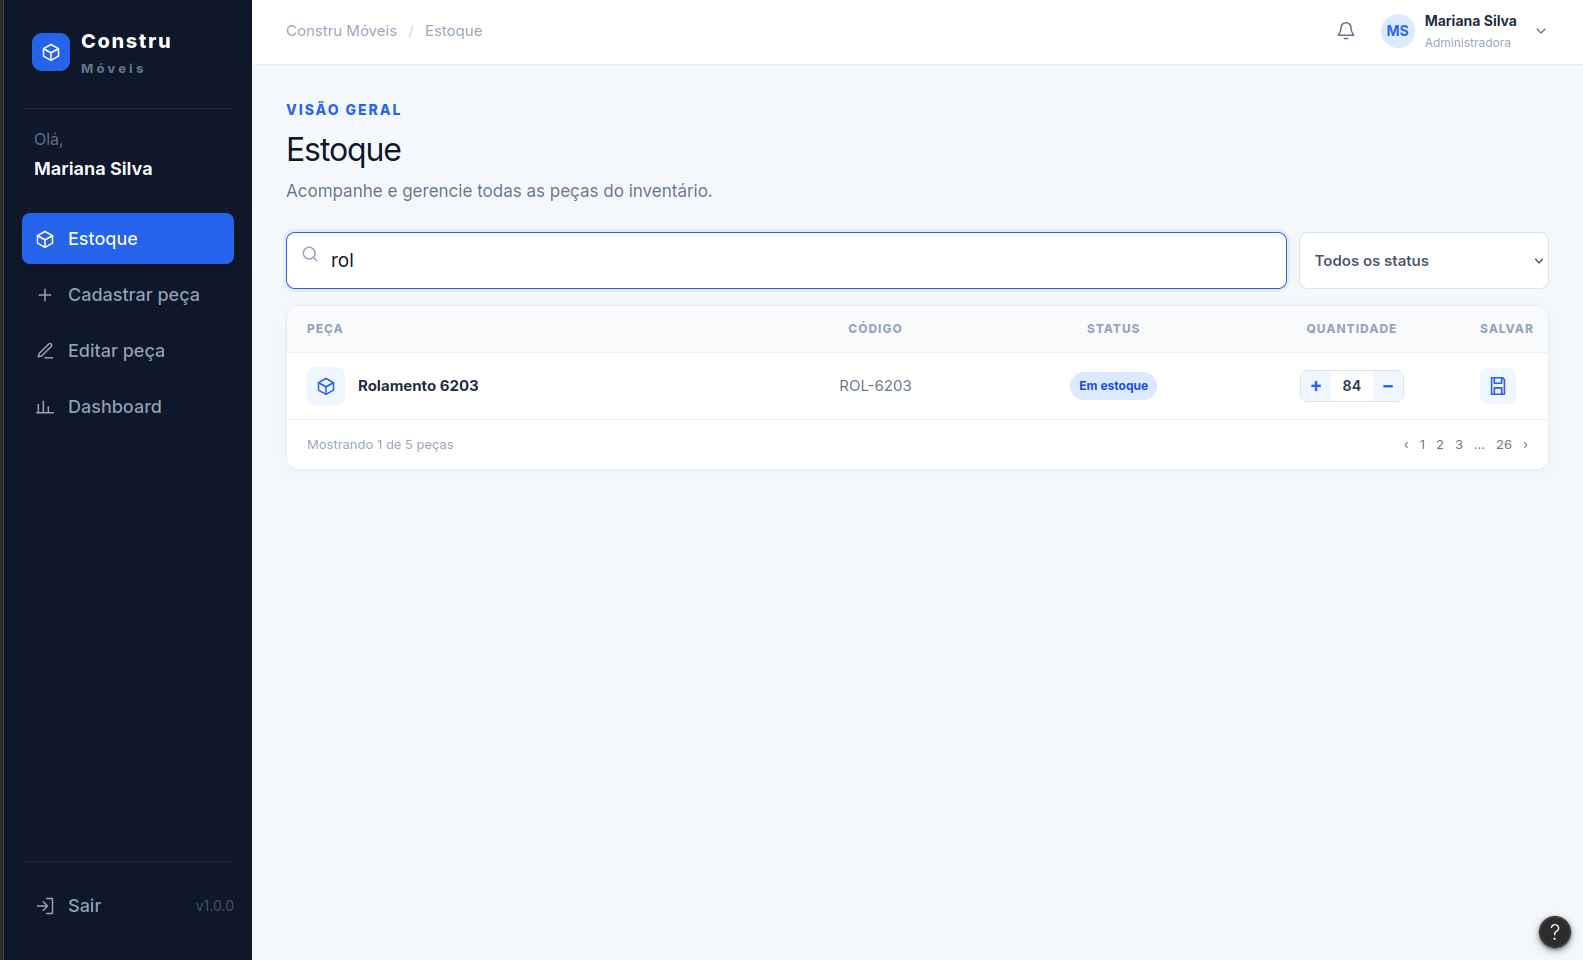 Constru
Móveis
Olá,
Mariana Silva
Estoque
Cadastrar peça
Editar peça
Dashboard
Sair
v1.0.0
Constru Móveis / Estoque
MS
Mariana Silva
Administradora
VISÃO GERAL
Estoque
Acompanhe e gerencie todas as peças do inventário.
rol
Todos os status
PEÇA CÓDIGO STATUS QUANTIDADE SALVAR
Rolamento 6203 ROL-6203 Em estoque + 84 −
Mostrando 1 de 5 peças ‹ 1 2 3 ... 26 ›
?